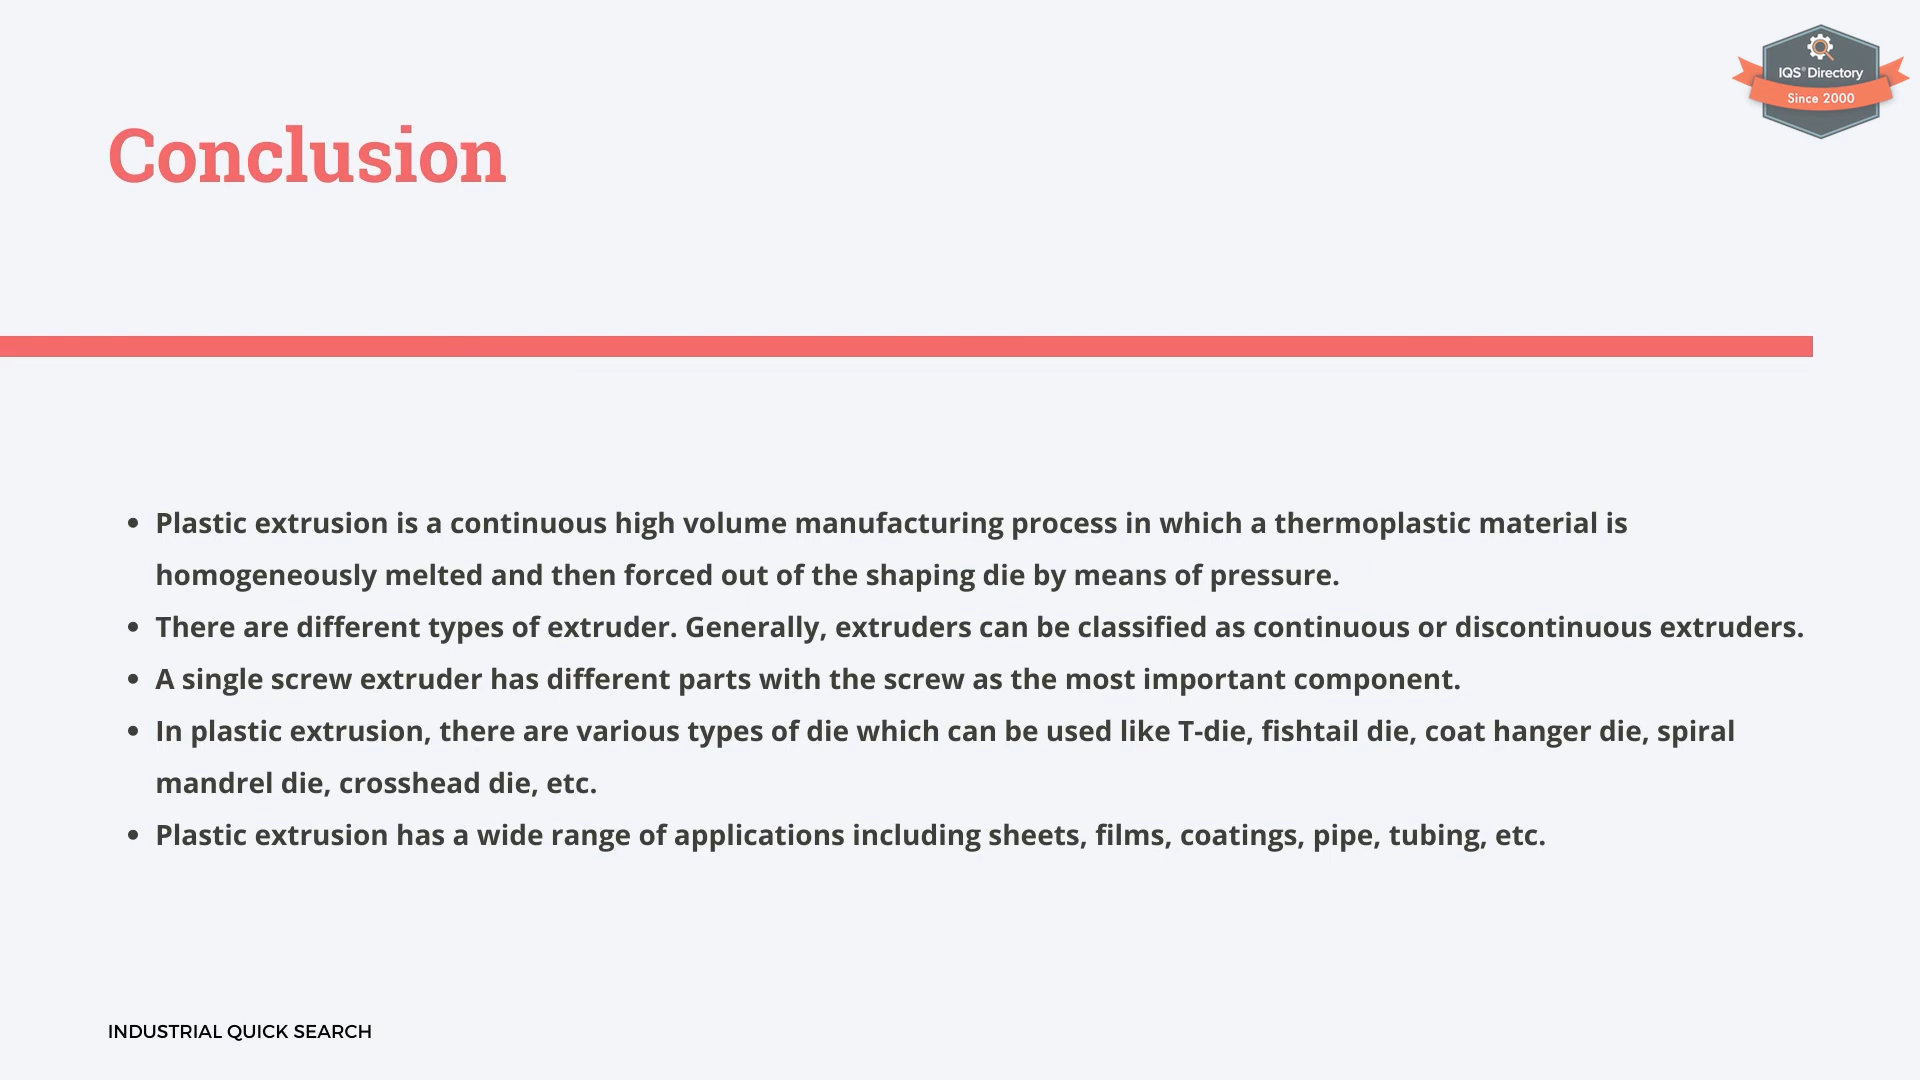 IQS® Directory
Since 2000
Conclusion
• Plastic extrusion is a continuous high volume manufacturing process in which a thermoplastic material is
homogeneously melted and then forced out of the shaping die by means of pressure.
• There are different types of extruder. Generally, extruders can be classified as continuous or discontinuous extruders.
• A single screw extruder has different parts with the screw as the most important component.
• In plastic extrusion, there are various types of die which can be used like T-die, fishtail die, coat hanger die, spiral
mandrel die, crosshead die, etc.
• Plastic extrusion has a wide range of applications including sheets, films, coatings, pipe, tubing, etc.
INDUSTRIAL QUICK SEARCH